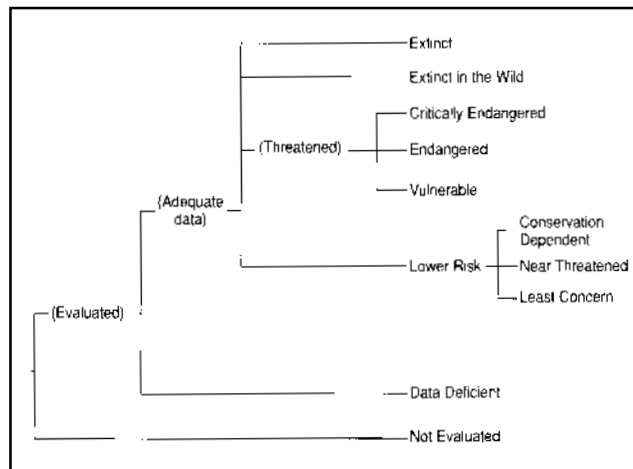 Extinct
Extinct in the Wild
Critically Endangered
(Threatened)
Endangered
Vulnerable
(Adequate
data)
Conservation
Dependent
Lower Risk
Near Threatened
Least Concern
(Evaluated)
Data Deficient
Not Evaluated